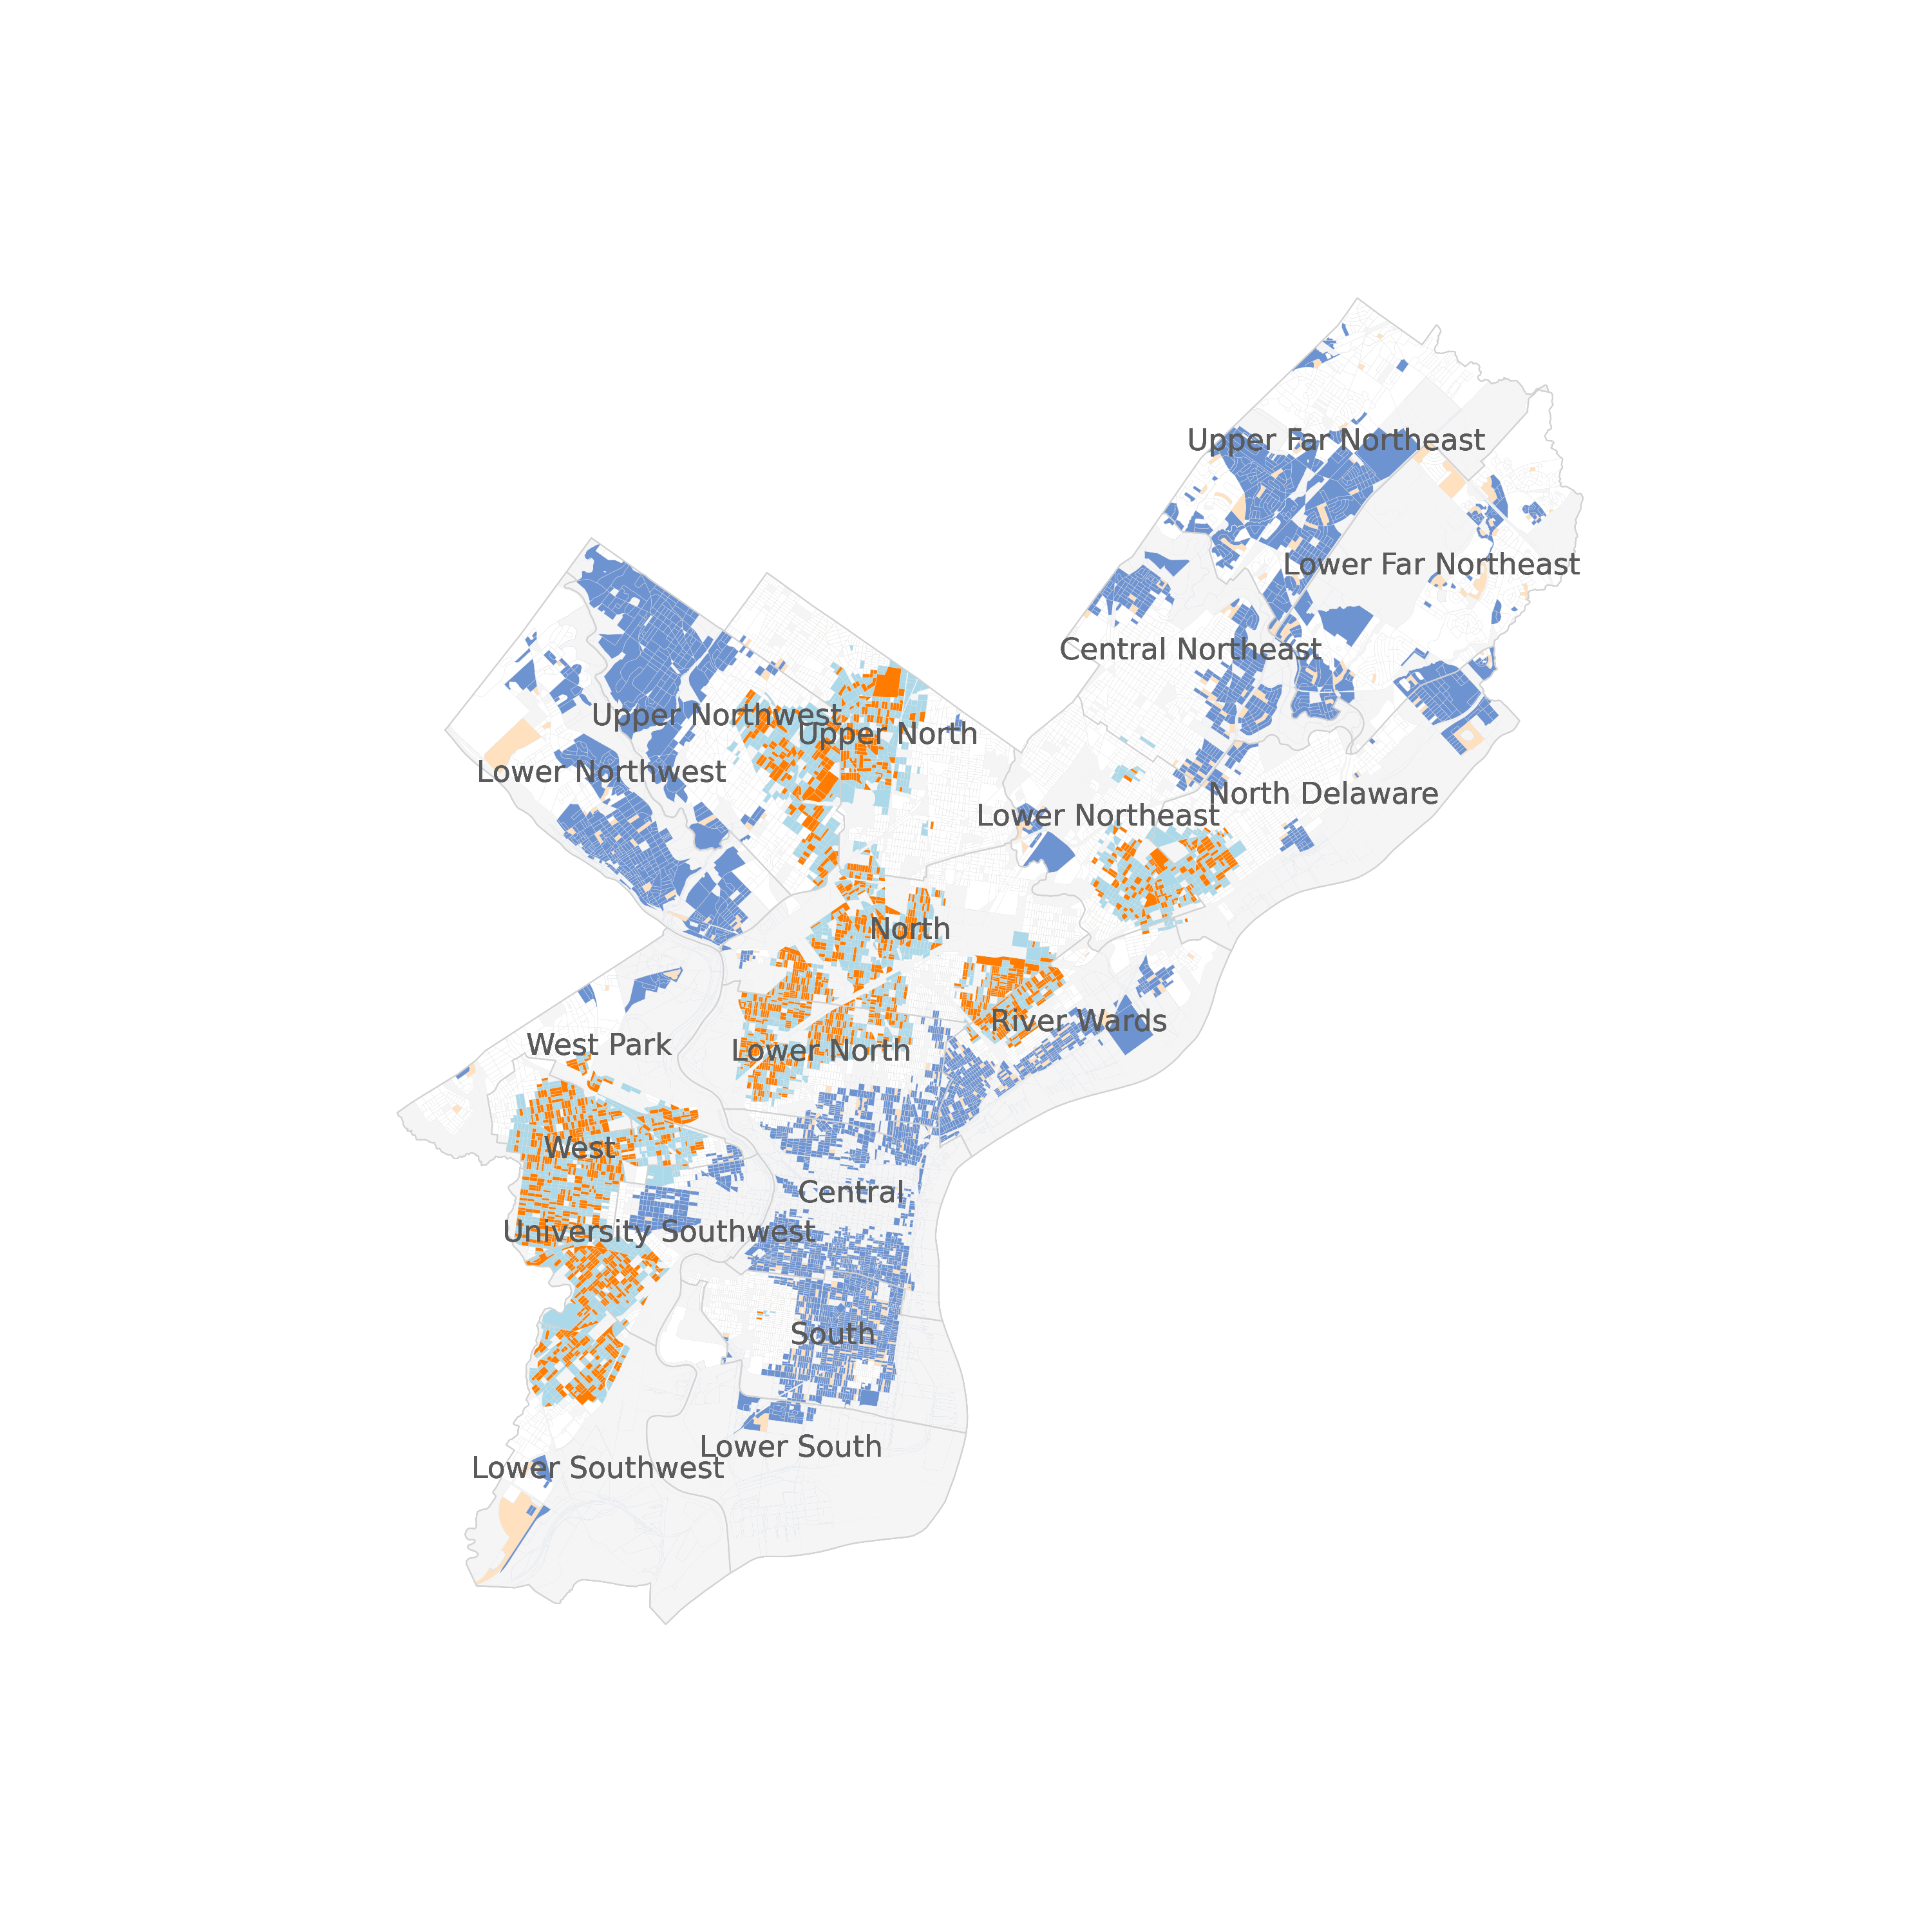 Upper Far Northeast
Lower Far Northeast
Central Northeast
Upper Northwest
Upper North
Lower Northwest
North Delaware
Lower Northeast
North
River Wards
West Park
Lower North
West
Central
University Southwest
South
Lower South
Lower Southwest